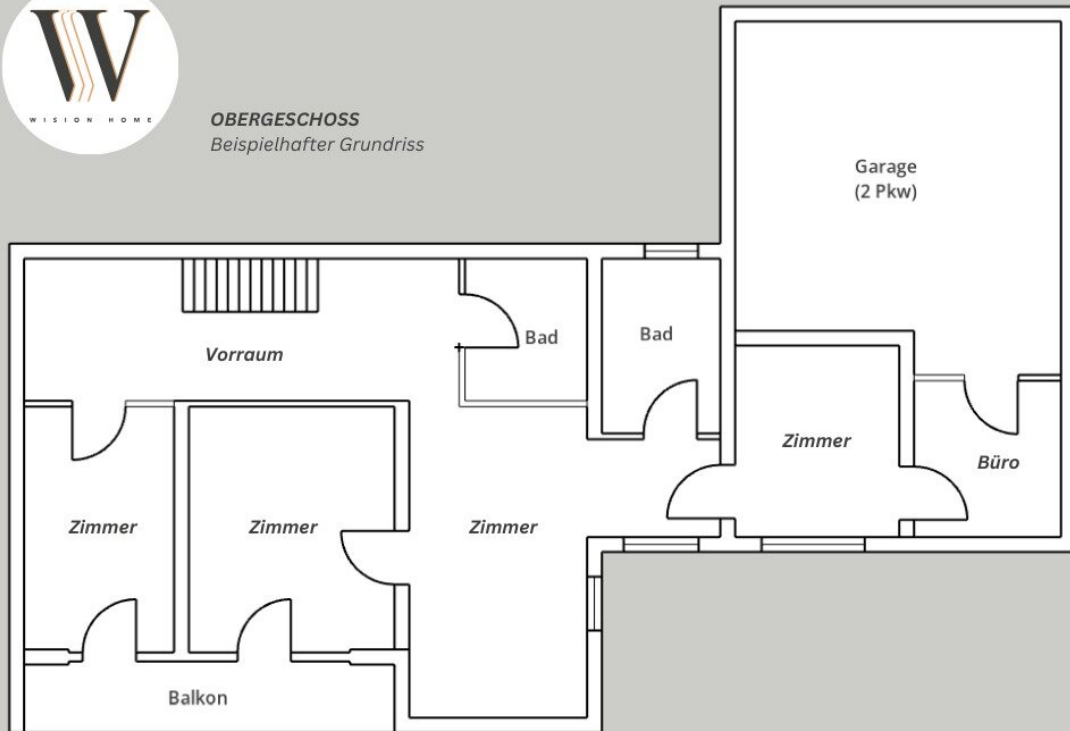 WISION HOME
OBERGESCHOSS
Beispielhafter Grundriss
Garage
(2 Pkw)
Vorraum
Bad
Bad
Zimmer
Büro
Zimmer
Zimmer
Zimmer
Balkon